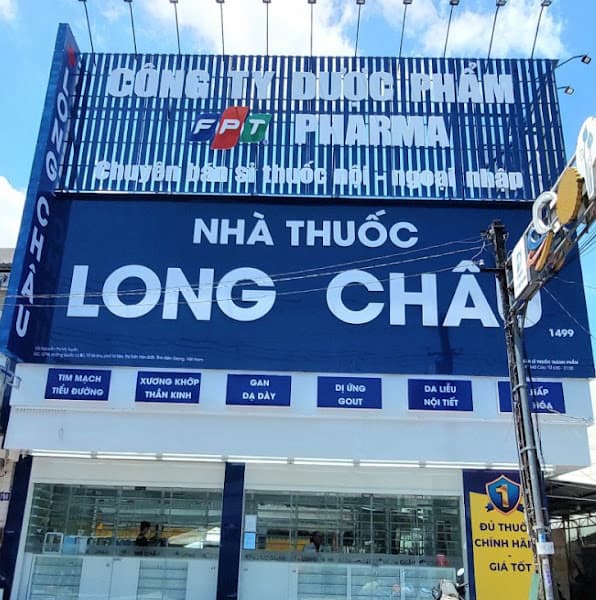 CÔNG TY DƯỢC PHẨM
FPT PHARMA
Chuyên bán sỉ thuốc nội - ngoại nhập
LONG CHÂU
NHÀ THUỐC
LONG CHÂU
1499
TIM MẠCH
TIỂU ĐƯỜNG
XƯƠNG KHỚP
THẦN KINH
GAN
DẠ DÀY
DỊ ỨNG
GOUT
DA LIỄU
NỘI TIẾT
1
ĐỦ THUỐC
CHÍNH HÃN
-
GIÁ TỐT